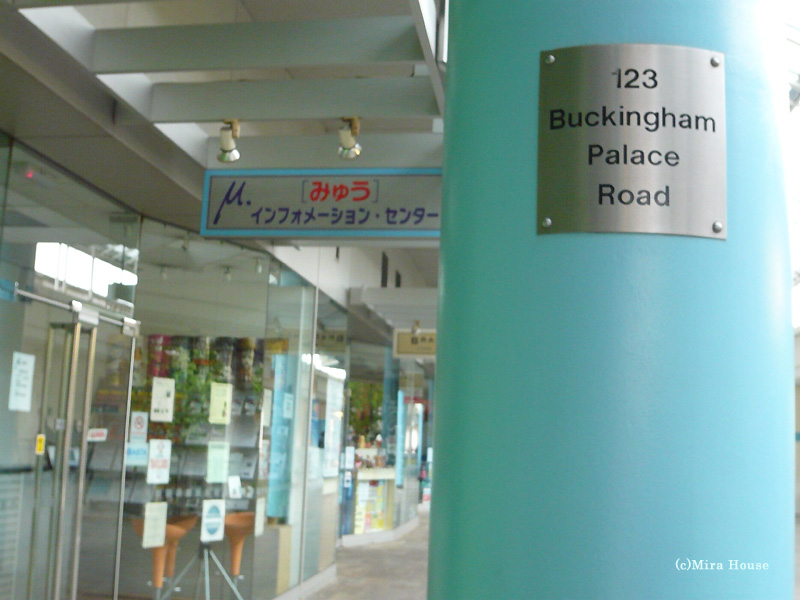 123
Buckingham
Palace
Road
μ. [みゅう]
インフォメーション・センター
(c)Mira House